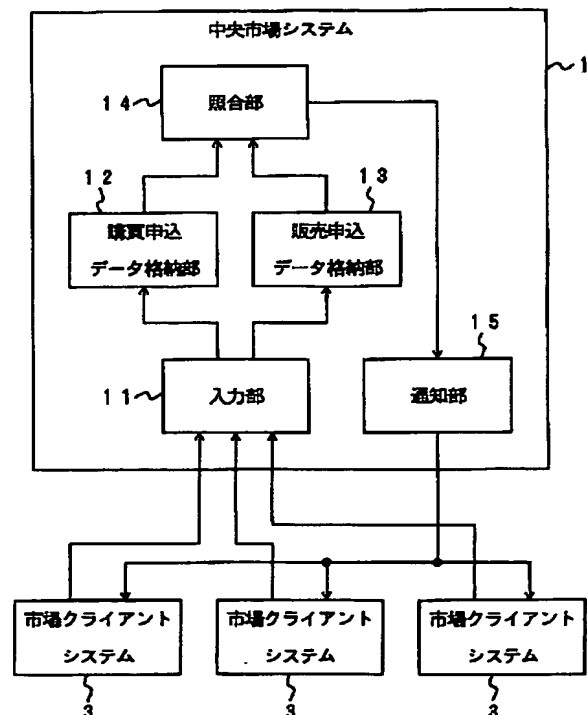 中央市場システム
1
14
照合部
12
13
購買申込
データ格納部
販売申込
データ格納部
15
11
入力部
通知部
市場クライアント
システム
市場クライアント
システム
市場クライアント
システム
3
3
3